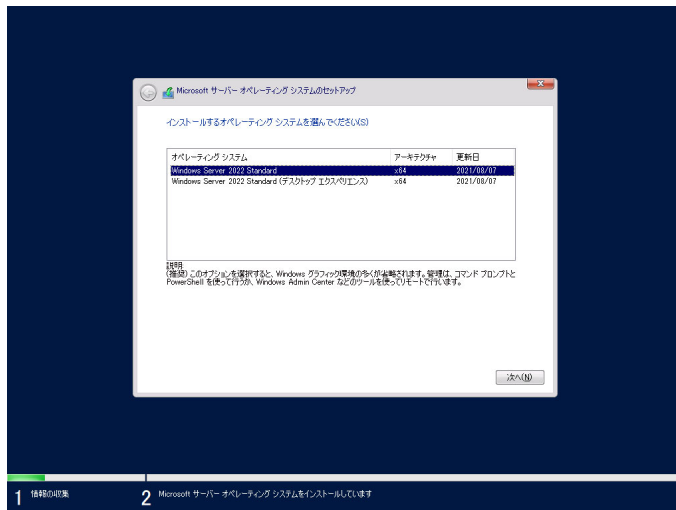 Microsoft サーバー オペレーティング システムのセットアップ
インストールするオペレーティング システムを選んでください(S)
オペレーティング システム アーキテクチャ 更新日
Windows Server 2022 Standard x64 2021/08/07
Windows Server 2022 Standard (デスクトップ エクスペリエンス) x64 2021/08/07
説明
(推奨) このオプションを選択すると、Windows グラフィック環境の多くが省略されます。管理は、コマンド プロンプトと
PowerShell を使って行うか、Windows Admin Center などのツールを使ってリモートで行います。
次へ(N)
1 情報の収集
2 Microsoft サーバー オペレーティング システムをインストールしています